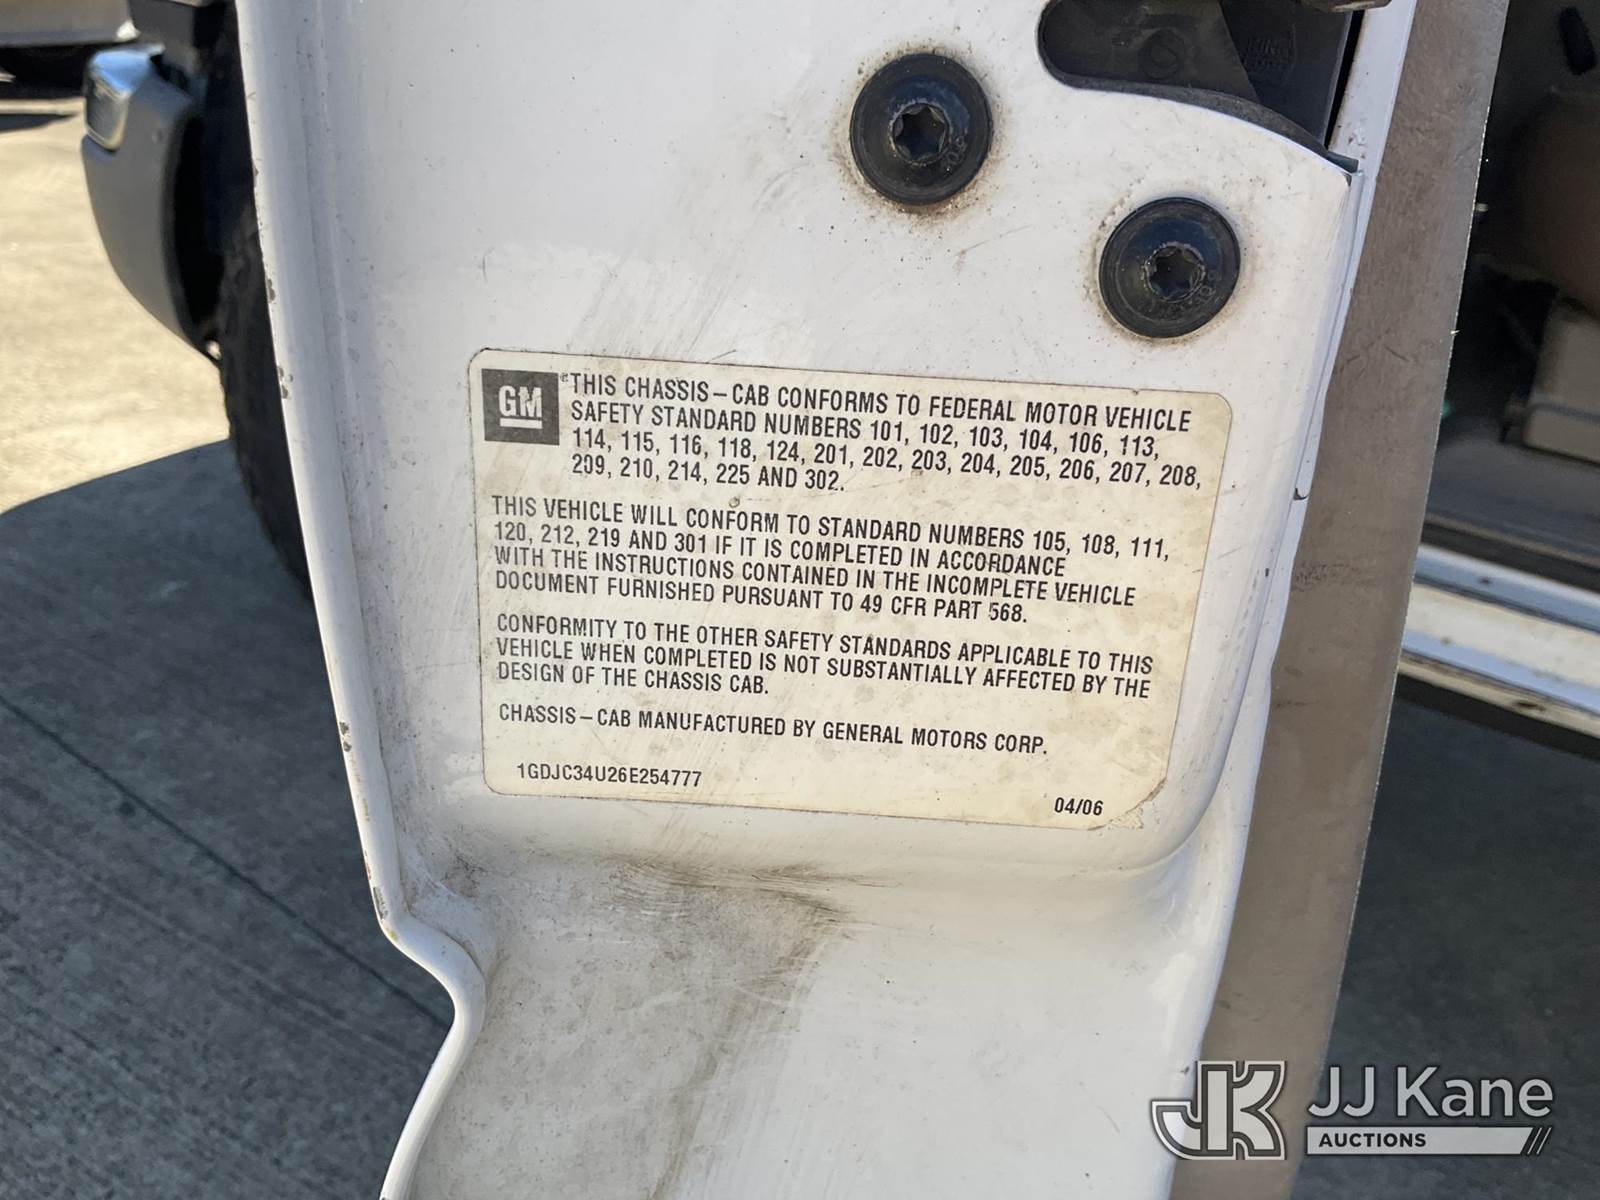 GM
THIS CHASSIS-CAB CONFORMS TO FEDERAL MOTOR VEHICLE
SAFETY STANDARD NUMBERS 101, 102, 103, 104, 106, 113,
114, 115, 116, 118, 124, 201, 202, 203, 204, 205, 206, 207, 208,
209, 210, 214, 225 AND 302.
THIS VEHICLE WILL CONFORM TO STANDARD NUMBERS 105, 108, 111,
120, 212, 219 AND 301 IF IT IS COMPLETED IN ACCORDANCE
WITH THE INSTRUCTIONS CONTAINED IN THE INCOMPLETE VEHICLE
DOCUMENT FURNISHED PURSUANT TO 49 CFR PART 568.
CONFORMITY TO THE OTHER SAFETY STANDARDS APPLICABLE TO THIS
VEHICLE WHEN COMPLETED IS NOT SUBSTANTIALLY AFFECTED BY THE
DESIGN OF THE CHASSIS CAB.
CHASSIS-CAB MANUFACTURED BY GENERAL MOTORS CORP.
1GDJC34U26E254777
04/06
JK JJ Kane
AUCTIONS